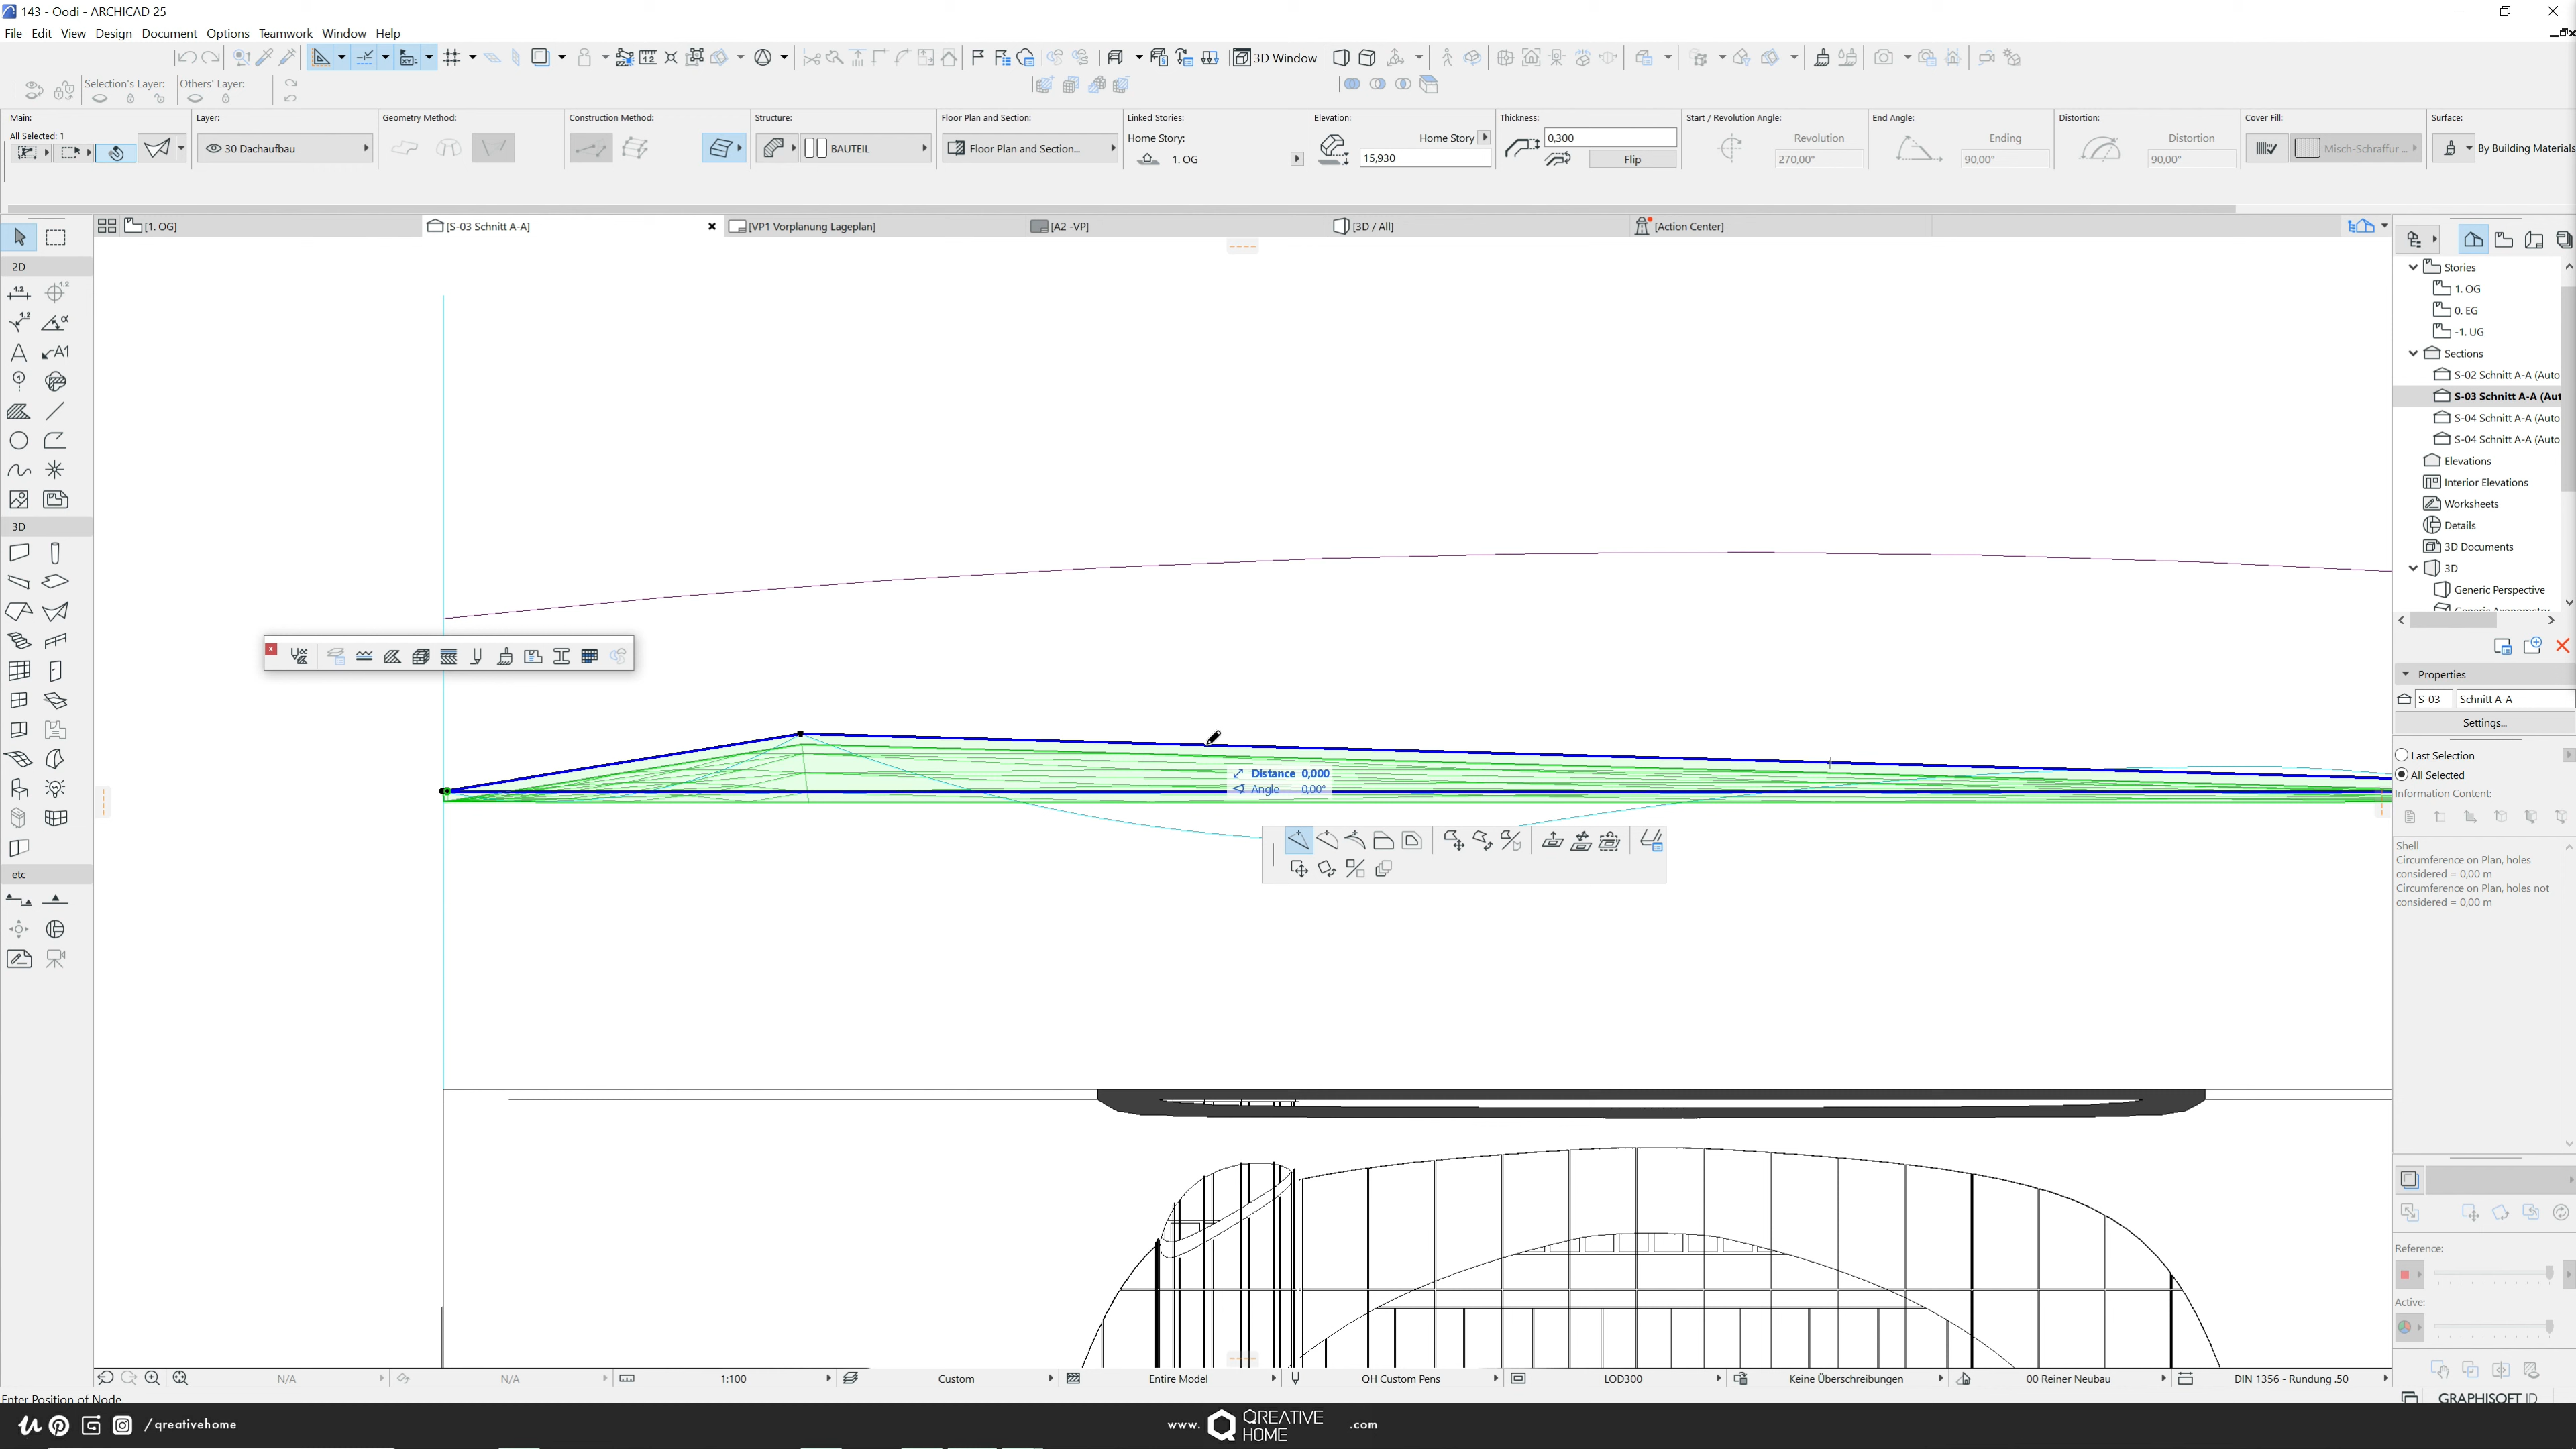 143 - Oodi - ARCHICAD 25
File Edit View Design Document Options Teamwork Window Help
3D Window
Selection's Layer: Others' Layer:
Main: Layer: Geometry Method: Construction Method: Structure: Floor Plan and Section: Linked Stories: Elevation: Thickness: Start / Revolution Angle: End Angle: Distortion: Cover Fill: Surface:
All Selected: 1
Home Story: Home Story 0,300 Revolution Ending Distortion
30 Dachaufbau BAUTEIL Floor Plan and Section... Misch-Schraffur ... By Building Materials
1. OG 15,930 Flip 270,00° 90,00° 90,00°
[1. OG] [S-03 Schnitt A-A] [VP1 Vorplanung Lageplan] [A2 -VP] [3D / All] [Action Center]
2D
3D
etc
Stories
1. OG
0. EG
-1. UG
Sections
S-02 Schnitt A-A (Auto
S-03 Schnitt A-A (Aut
S-04 Schnitt A-A (Auto
S-04 Schnitt A-A (Auto
Elevations
Interior Elevations
Worksheets
Details
3D Documents
3D
Generic Perspective
Generic Axonometry
Properties
S-03 Schnitt A-A
Settings...
Last Selection
All Selected
Information Content:
Shell
Circumference on Plan, holes
considered = 0,00 m
Circumference on Plan, holes not
considered = 0,00 m
Reference:
Active:
Distance 0,000
Angle 0,00°
N/A N/A 1:100 Custom Entire Model QH Custom Pens LOD300 Keine Überschreibungen 00 Reiner Neubau DIN 1356 - Rundung .50
Enter Position of Node
GRAPHISOFT ID
/qreativehome
www. QREATIVE HOME .com